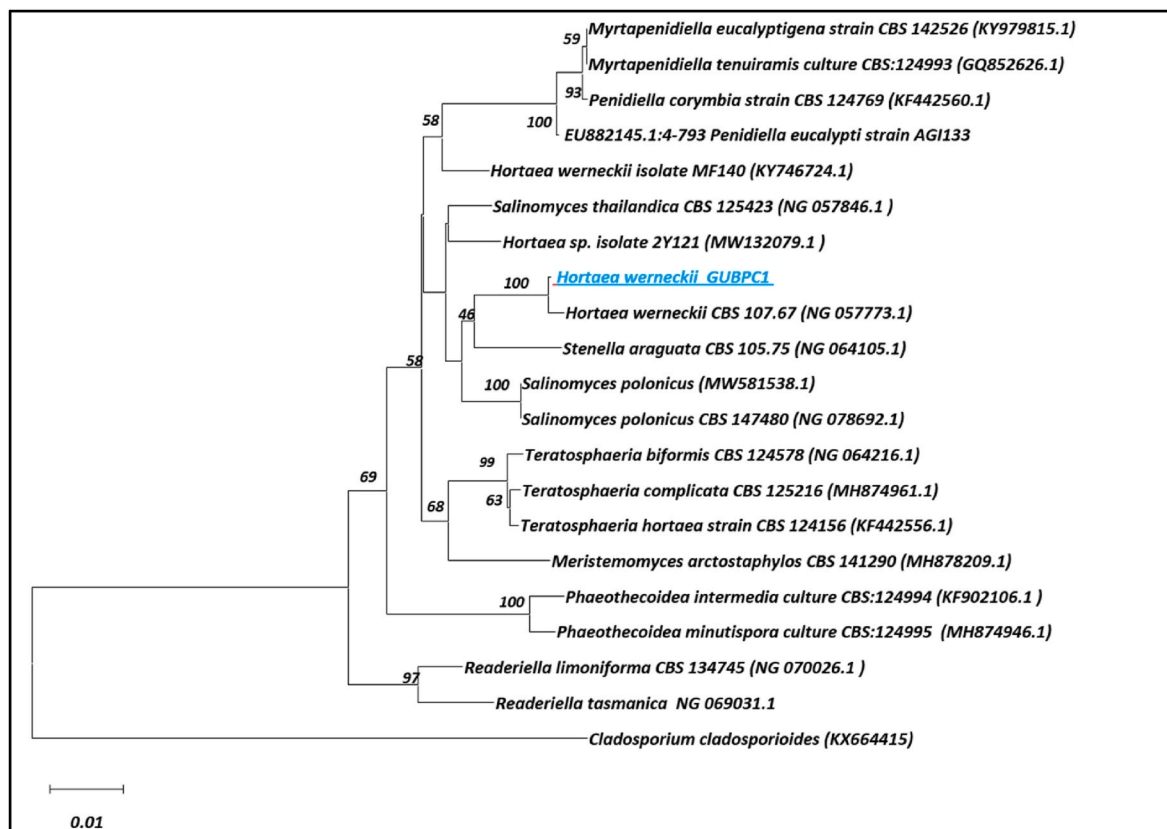 Myrtapenidiella eucalyptigena strain CBS 142526 (KY979815.1)
59
Myrtapenidiella tenuiramis culture CBS:124993 (GQ852626.1)
93
Penidiella corymbia strain CBS 124769 (KF442560.1)
100
58
EU882145.1:4-793 Penidiella eucalypti strain AGI133
Hortaea werneckii isolate MF140 (KY746724.1)
Salinomyces thailandica CBS 125423 (NG 057846.1 )
Hortaea sp. isolate 2Y121 (MW132079.1 )
Hortaea werneckii GUBPC1
100
Hortaea werneckii CBS 107.67 (NG 057773.1)
46
Stenella araguata CBS 105.75 (NG 064105.1)
58
100
Salinomyces polonicus (MW581538.1)
Salinomyces polonicus CBS 147480 (NG 078692.1)
Teratosphaeria biformis CBS 124578 (NG 064216.1)
99
69
Teratosphaeria complicata CBS 125216 (MH874961.1)
63
68
Teratosphaeria hortaea strain CBS 124156 (KF442556.1)
Meristemomyces arctostaphylos CBS 141290 (MH878209.1)
Phaeothecoidea intermedia culture CBS:124994 (KF902106.1 )
100
Phaeothecoidea minutispora culture CBS:124995 (MH874946.1)
Readeriella limoniforma CBS 134745 (NG 070026.1 )
97
Readeriella tasmanica NG 069031.1
Cladosporium cladosporioides (KX664415)
0.01